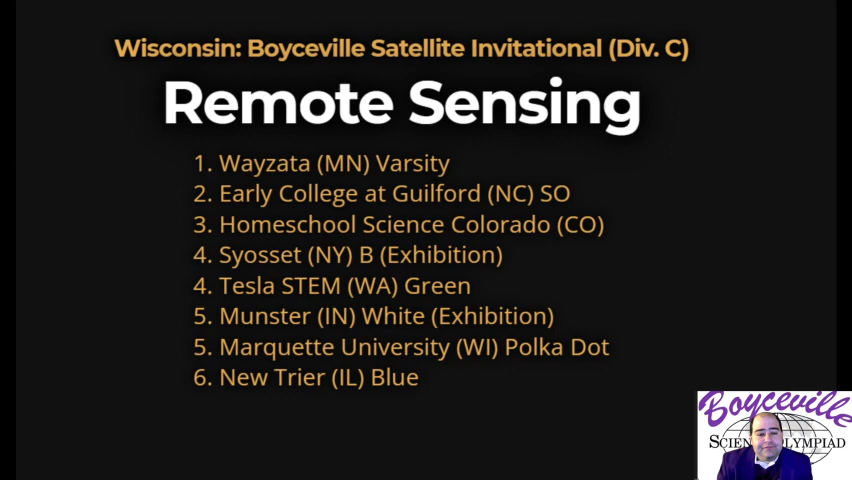 Wisconsin: Boyceville Satellite Invitational (Div. C)
Remote Sensing
1. Wayzata (MN) Varsity
2. Early College at Guilford (NC) SO
3. Homeschool Science Colorado (CO)
4. Syosset (NY) B (Exhibition)
4. Tesla STEM (WA) Green
5. Munster (IN) White (Exhibition)
5. Marquette University (WI) Polka Dot
6. New Trier (IL) Blue
Boyceville